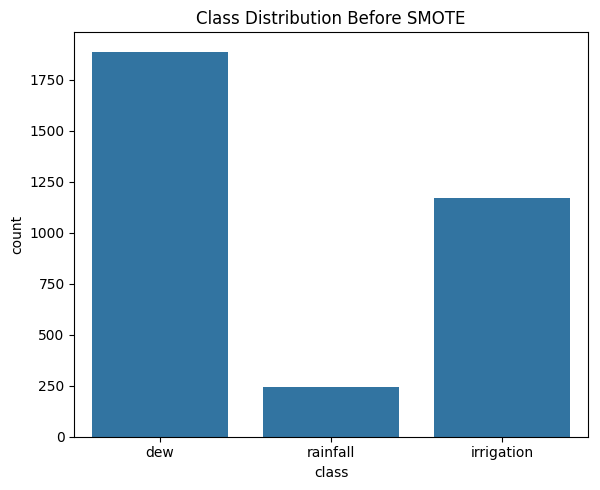 Class Distribution Before SMOTE
count
1750
1500
1250
1000
750
500
250
0
dew rainfall irrigation
class